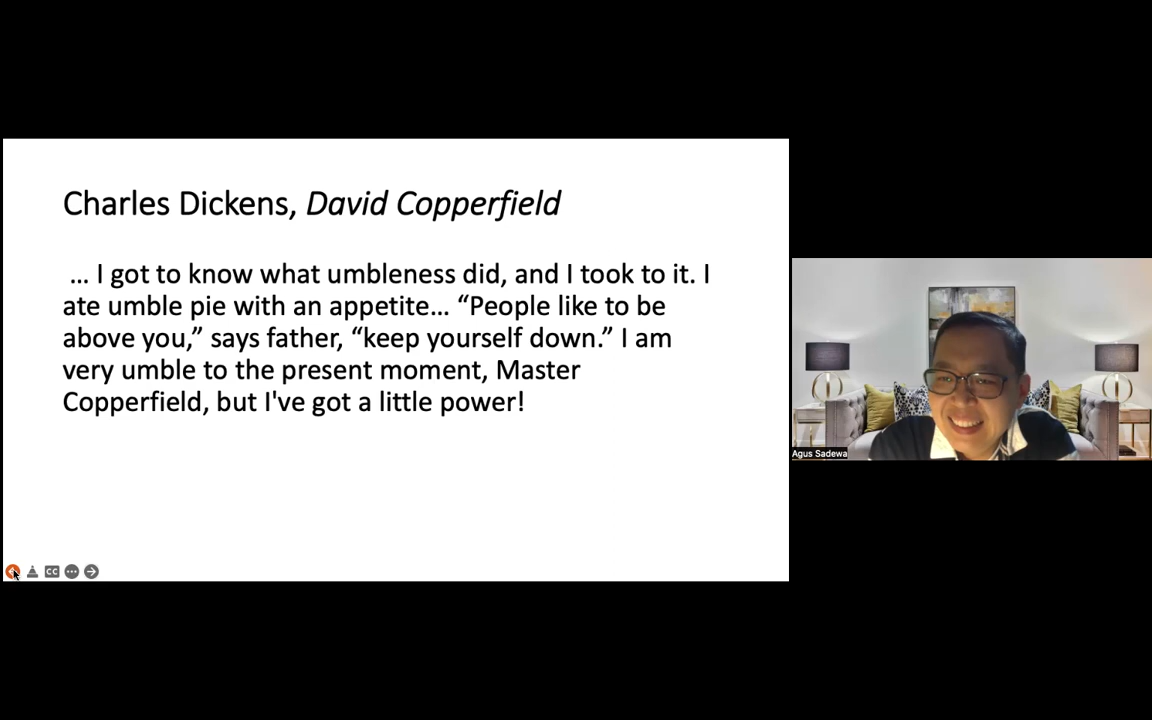 Charles Dickens, David Copperfield
… I got to know what umbleness did, and I took to it. I
ate umble pie with an appetite… “People like to be
above you,” says father, “keep yourself down.” I am
very umble to the present moment, Master
Copperfield, but I've got a little power!
CC
Agus Sadewa